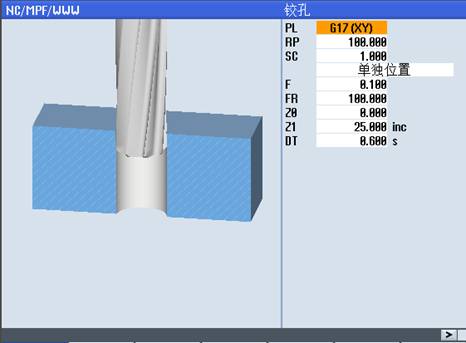 NC/MPF/WWW 铰孔
PL G17 (XY)
RP 100.000
SC 1.000
单独位置
F 0.100
FR 100.000
Z0 0.000
Z1 25.000 inc
DT 0.600 s
>